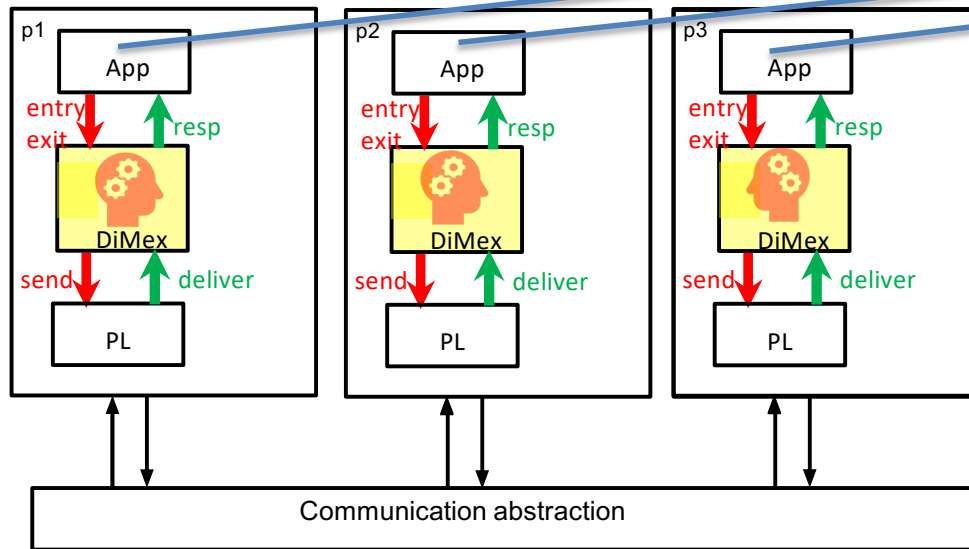 p1
App
entry
exit
resp
DiMex
send
deliver
PL
p2
App
entry
exit
resp
DiMex
send
deliver
PL
p3
App
entry
exit
resp
DiMex
send
deliver
PL
Communication abstraction